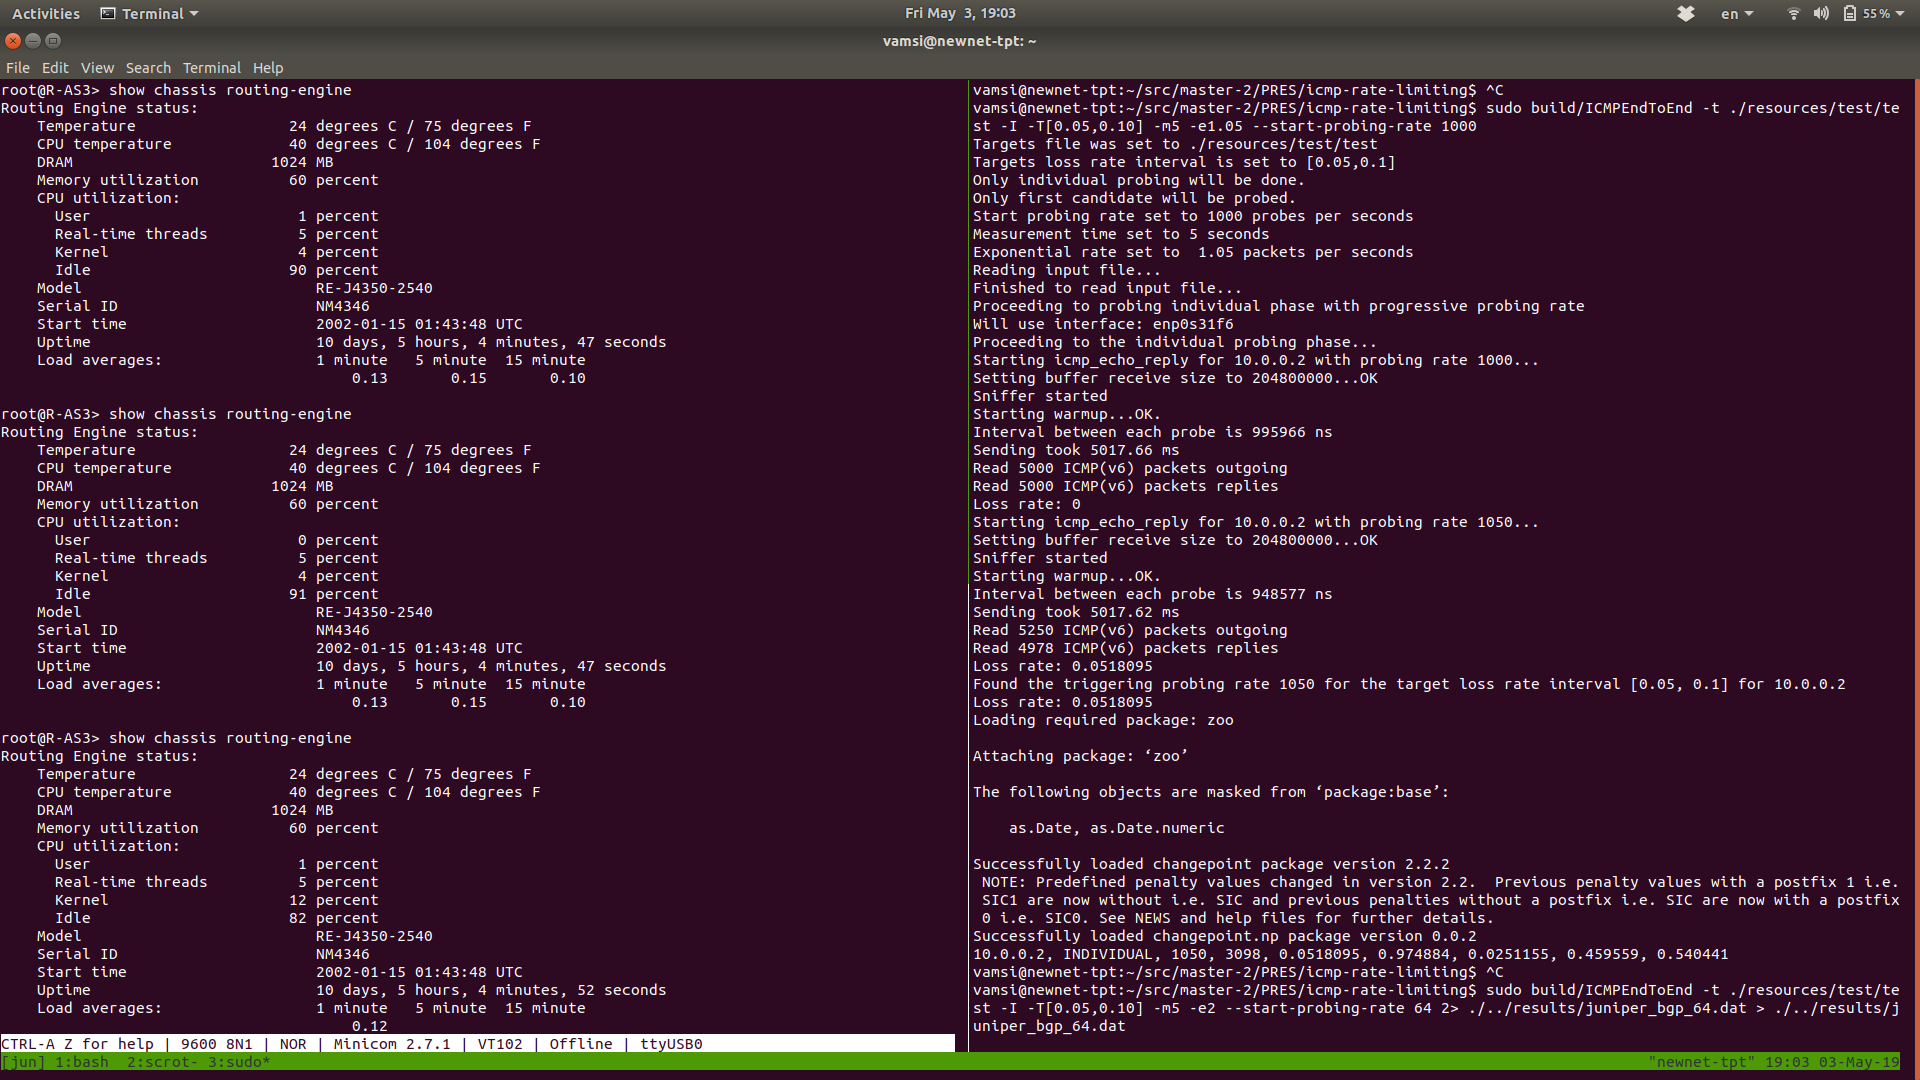 Activities Terminal Fri May 3, 19:03 en 55 %
vamsi@newnet-tpt: ~
File Edit View Search Terminal Help
root@R-AS3> show chassis routing-engine
Routing Engine status:
    Temperature                 24 degrees C / 75 degrees F
    CPU temperature             40 degrees C / 104 degrees F
    DRAM                      1024 MB
    Memory utilization          60 percent
    CPU utilization:
      User                       1 percent
      Real-time threads          5 percent
      Kernel                     4 percent
      Idle                      90 percent
    Model                          RE-J4350-2540
    Serial ID                      NM4346
    Start time                     2002-01-15 01:43:48 UTC
    Uptime                         10 days, 5 hours, 4 minutes, 47 seconds
    Load averages:                 1 minute   5 minute  15 minute
                                       0.13       0.15       0.10
root@R-AS3> show chassis routing-engine
Routing Engine status:
    Temperature                 24 degrees C / 75 degrees F
    CPU temperature             40 degrees C / 104 degrees F
    DRAM                      1024 MB
    Memory utilization          60 percent
    CPU utilization:
      User                       0 percent
      Real-time threads          5 percent
      Kernel                     4 percent
      Idle                      91 percent
    Model                          RE-J4350-2540
    Serial ID                      NM4346
    Start time                     2002-01-15 01:43:48 UTC
    Uptime                         10 days, 5 hours, 4 minutes, 47 seconds
    Load averages:                 1 minute   5 minute  15 minute
                                       0.13       0.15       0.10
root@R-AS3> show chassis routing-engine
Routing Engine status:
    Temperature                 24 degrees C / 75 degrees F
    CPU temperature             40 degrees C / 104 degrees F
    DRAM                      1024 MB
    Memory utilization          60 percent
    CPU utilization:
      User                       1 percent
      Real-time threads          5 percent
      Kernel                    12 percent
      Idle                      82 percent
    Model                          RE-J4350-2540
    Serial ID                      NM4346
    Start time                     2002-01-15 01:43:48 UTC
    Uptime                         10 days, 5 hours, 4 minutes, 52 seconds
    Load averages:                 1 minute   5 minute  15 minute
                                       0.12
CTRL-A Z for help | 9600 8N1 | NOR | Minicom 2.7.1 | VT102 | Offline | ttyUSB0
vamsi@newnet-tpt:~/src/master-2/PRES/icmp-rate-limiting$ ^C
vamsi@newnet-tpt:~/src/master-2/PRES/icmp-rate-limiting$ sudo build/ICMPEndToEnd -t ./resources/test/te
st -I -T[0.05,0.10] -m5 -e1.05 --start-probing-rate 1000
Targets file was set to ./resources/test/test
Targets loss rate interval is set to [0.05,0.1]
Only individual probing will be done.
Only first candidate will be probed.
Start probing rate set to 1000 probes per seconds
Measurement time set to 5 seconds
Exponential rate set to  1.05 packets per seconds
Reading input file...
Finished to read input file...
Proceeding to probing individual phase with progressive probing rate
Will use interface: enp0s31f6
Proceeding to the individual probing phase...
Starting icmp_echo_reply for 10.0.0.2 with probing rate 1000...
Setting buffer receive size to 204800000...OK
Sniffer started
Starting warmup...OK.
Interval between each probe is 995966 ns
Sending took 5017.66 ms
Read 5000 ICMP(v6) packets outgoing
Read 5000 ICMP(v6) packets replies
Loss rate: 0
Starting icmp_echo_reply for 10.0.0.2 with probing rate 1050...
Setting buffer receive size to 204800000...OK
Sniffer started
Starting warmup...OK.
Interval between each probe is 948577 ns
Sending took 5017.62 ms
Read 5250 ICMP(v6) packets outgoing
Read 4978 ICMP(v6) packets replies
Loss rate: 0.0518095
Found the triggering probing rate 1050 for the target loss rate interval [0.05, 0.1] for 10.0.0.2
Loss rate: 0.0518095
Loading required package: zoo
Attaching package: ‘zoo’
The following objects are masked from ‘package:base’:
    as.Date, as.Date.numeric
Successfully loaded changepoint package version 2.2.2
 NOTE: Predefined penalty values changed in version 2.2.  Previous penalty values with a postfix 1 i.e.
 SIC1 are now without i.e. SIC and previous penalties without a postfix i.e. SIC are now with a postfix
 0 i.e. SIC0. See NEWS and help files for further details.
Successfully loaded changepoint.np package version 0.0.2
10.0.0.2, INDIVIDUAL, 1050, 3098, 0.0518095, 0.974884, 0.0251155, 0.459559, 0.540441
vamsi@newnet-tpt:~/src/master-2/PRES/icmp-rate-limiting$ ^C
vamsi@newnet-tpt:~/src/master-2/PRES/icmp-rate-limiting$ sudo build/ICMPEndToEnd -t ./resources/test/te
st -I -T[0.05,0.10] -m5 -e2 --start-probing-rate 64 2> ./../results/juniper_bgp_64.dat > ./../results/j
uniper_bgp_64.dat
[jun] 1:bash  2:scrot- 3:sudo* "newnet-tpt" 19:03 03-May-19